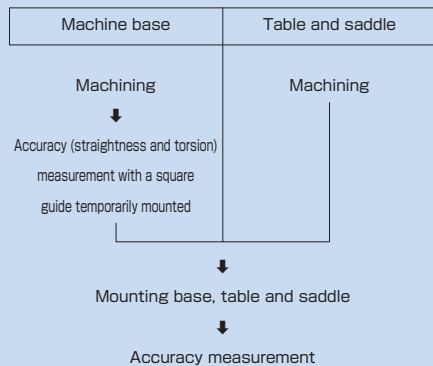 Machine base
Table and saddle
Machining
Machining
Accuracy (straightness and torsion)
measurement with a square
guide temporarily mounted
Mounting base, table and saddle
Accuracy measurement